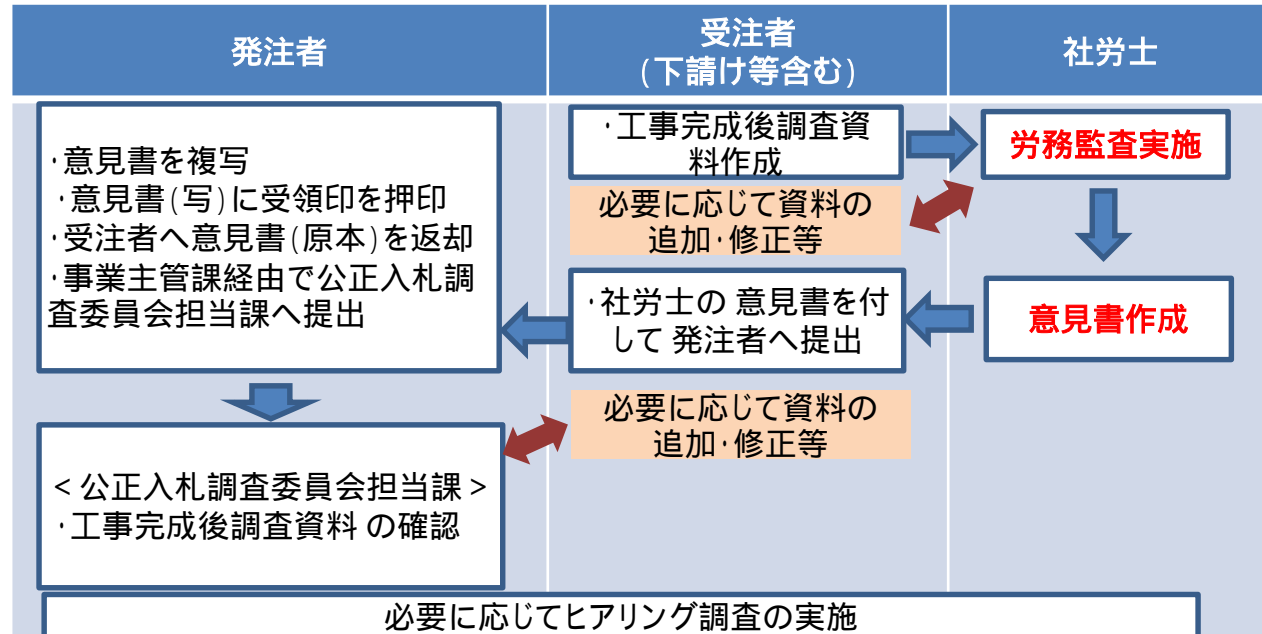 発注者
受注者
(下請け等含む)
社労士
･意見書を複写
･意見書(写)に受領印を押印
･受注者へ意見書(原本)を返却
･事業主管課経由で公正入札調
査委員会担当課へ提出
･工事完成後調査資
料作成
労務監査実施
必要に応じて資料の
追加･修正等
･社労士の 意見書を付
して 発注者へ提出
意見書作成
必要に応じて資料の
追加･修正等
<公正入札調査委員会担当課>
･工事完成後調査資料 の確認
必要に応じてヒアリング調査の実施